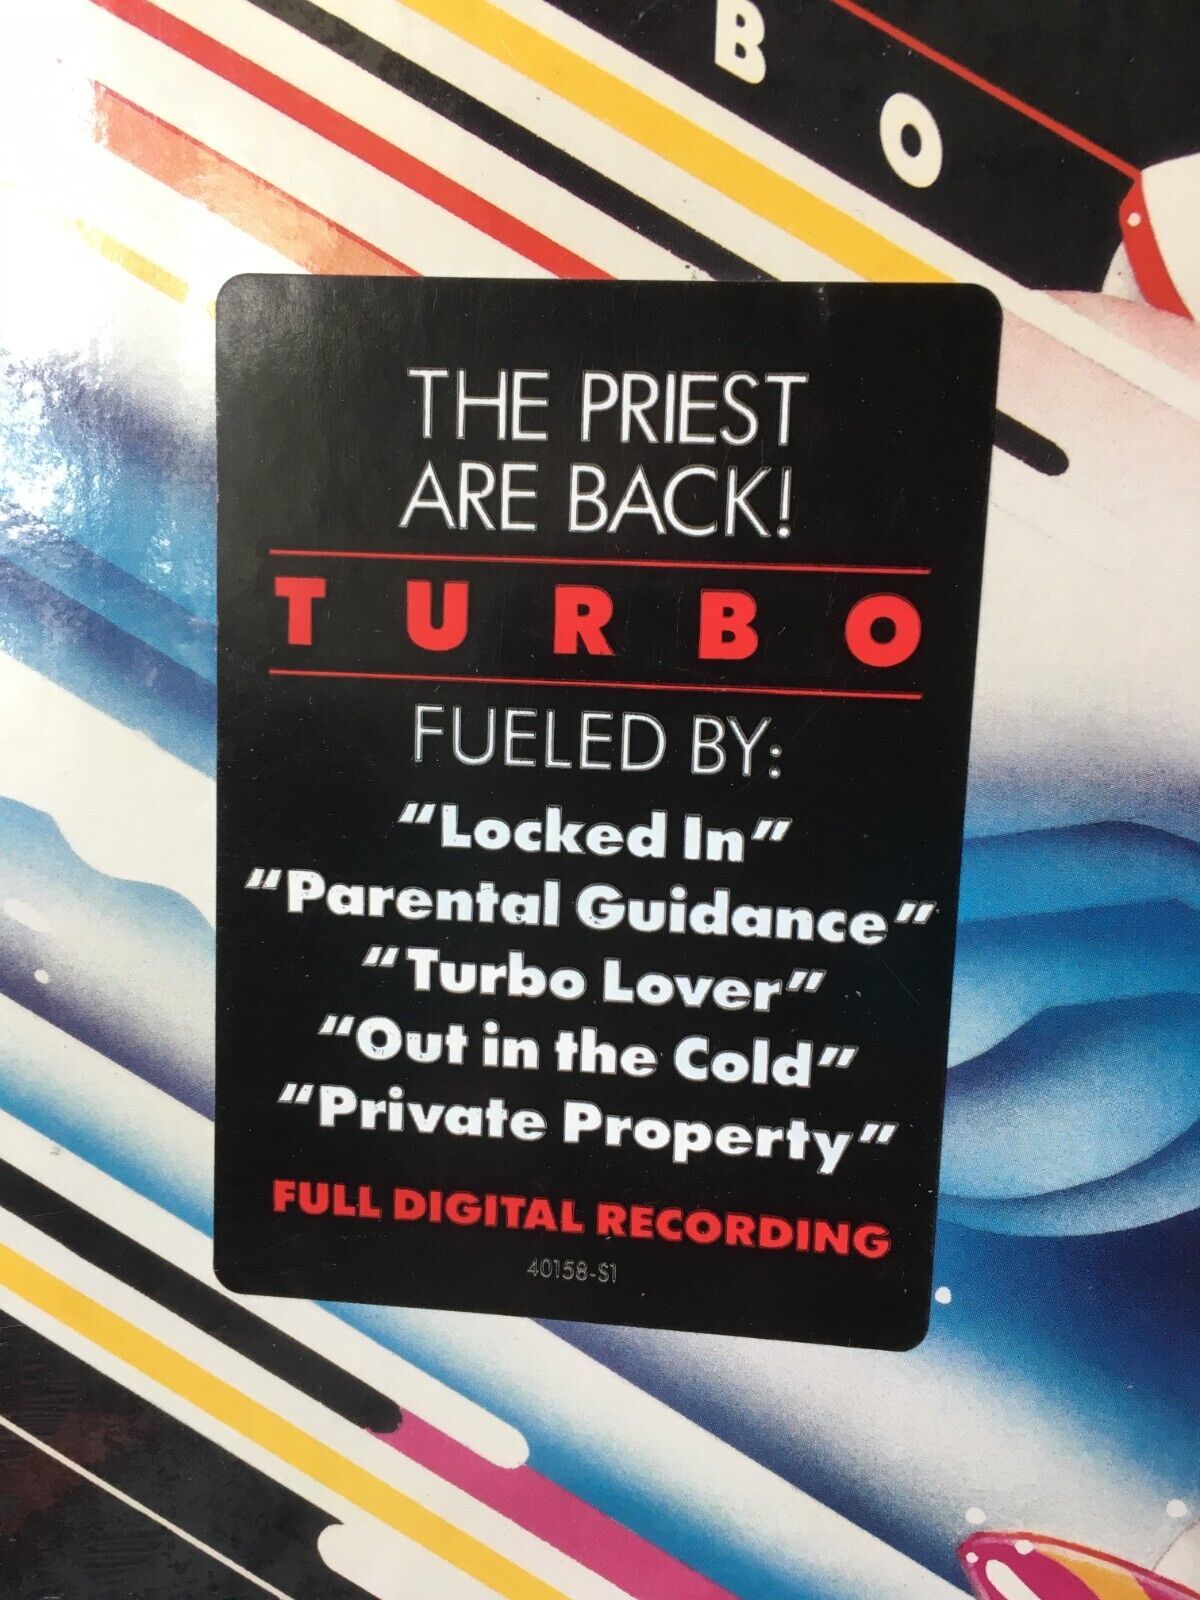 B O
THE PRIEST
ARE BACK!
TURBO
FUELED BY:
"Locked In"
"Parental Guidance"
"Turbo Lover"
"Out in the Cold"
"Private Property"
FULL DIGITAL RECORDING
40158-S1